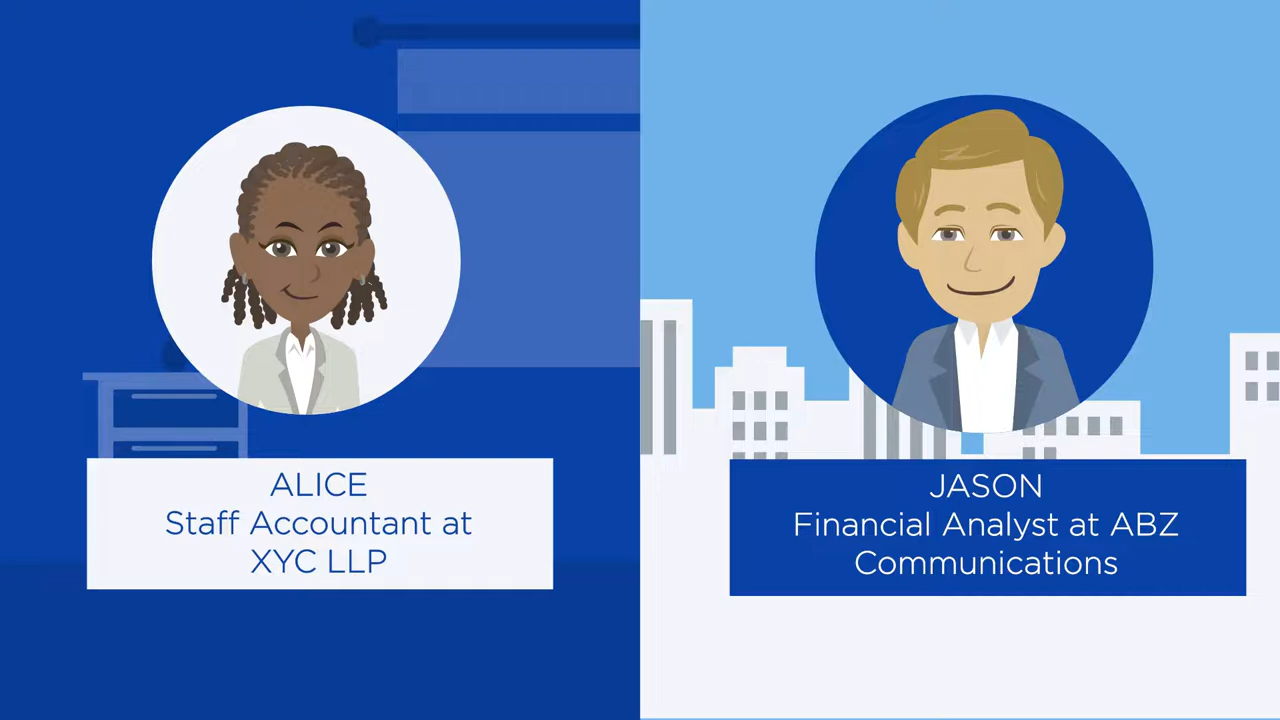 ALICE
Staff Accountant at
XYC LLP
JASON
Financial Analyst at ABZ
Communications